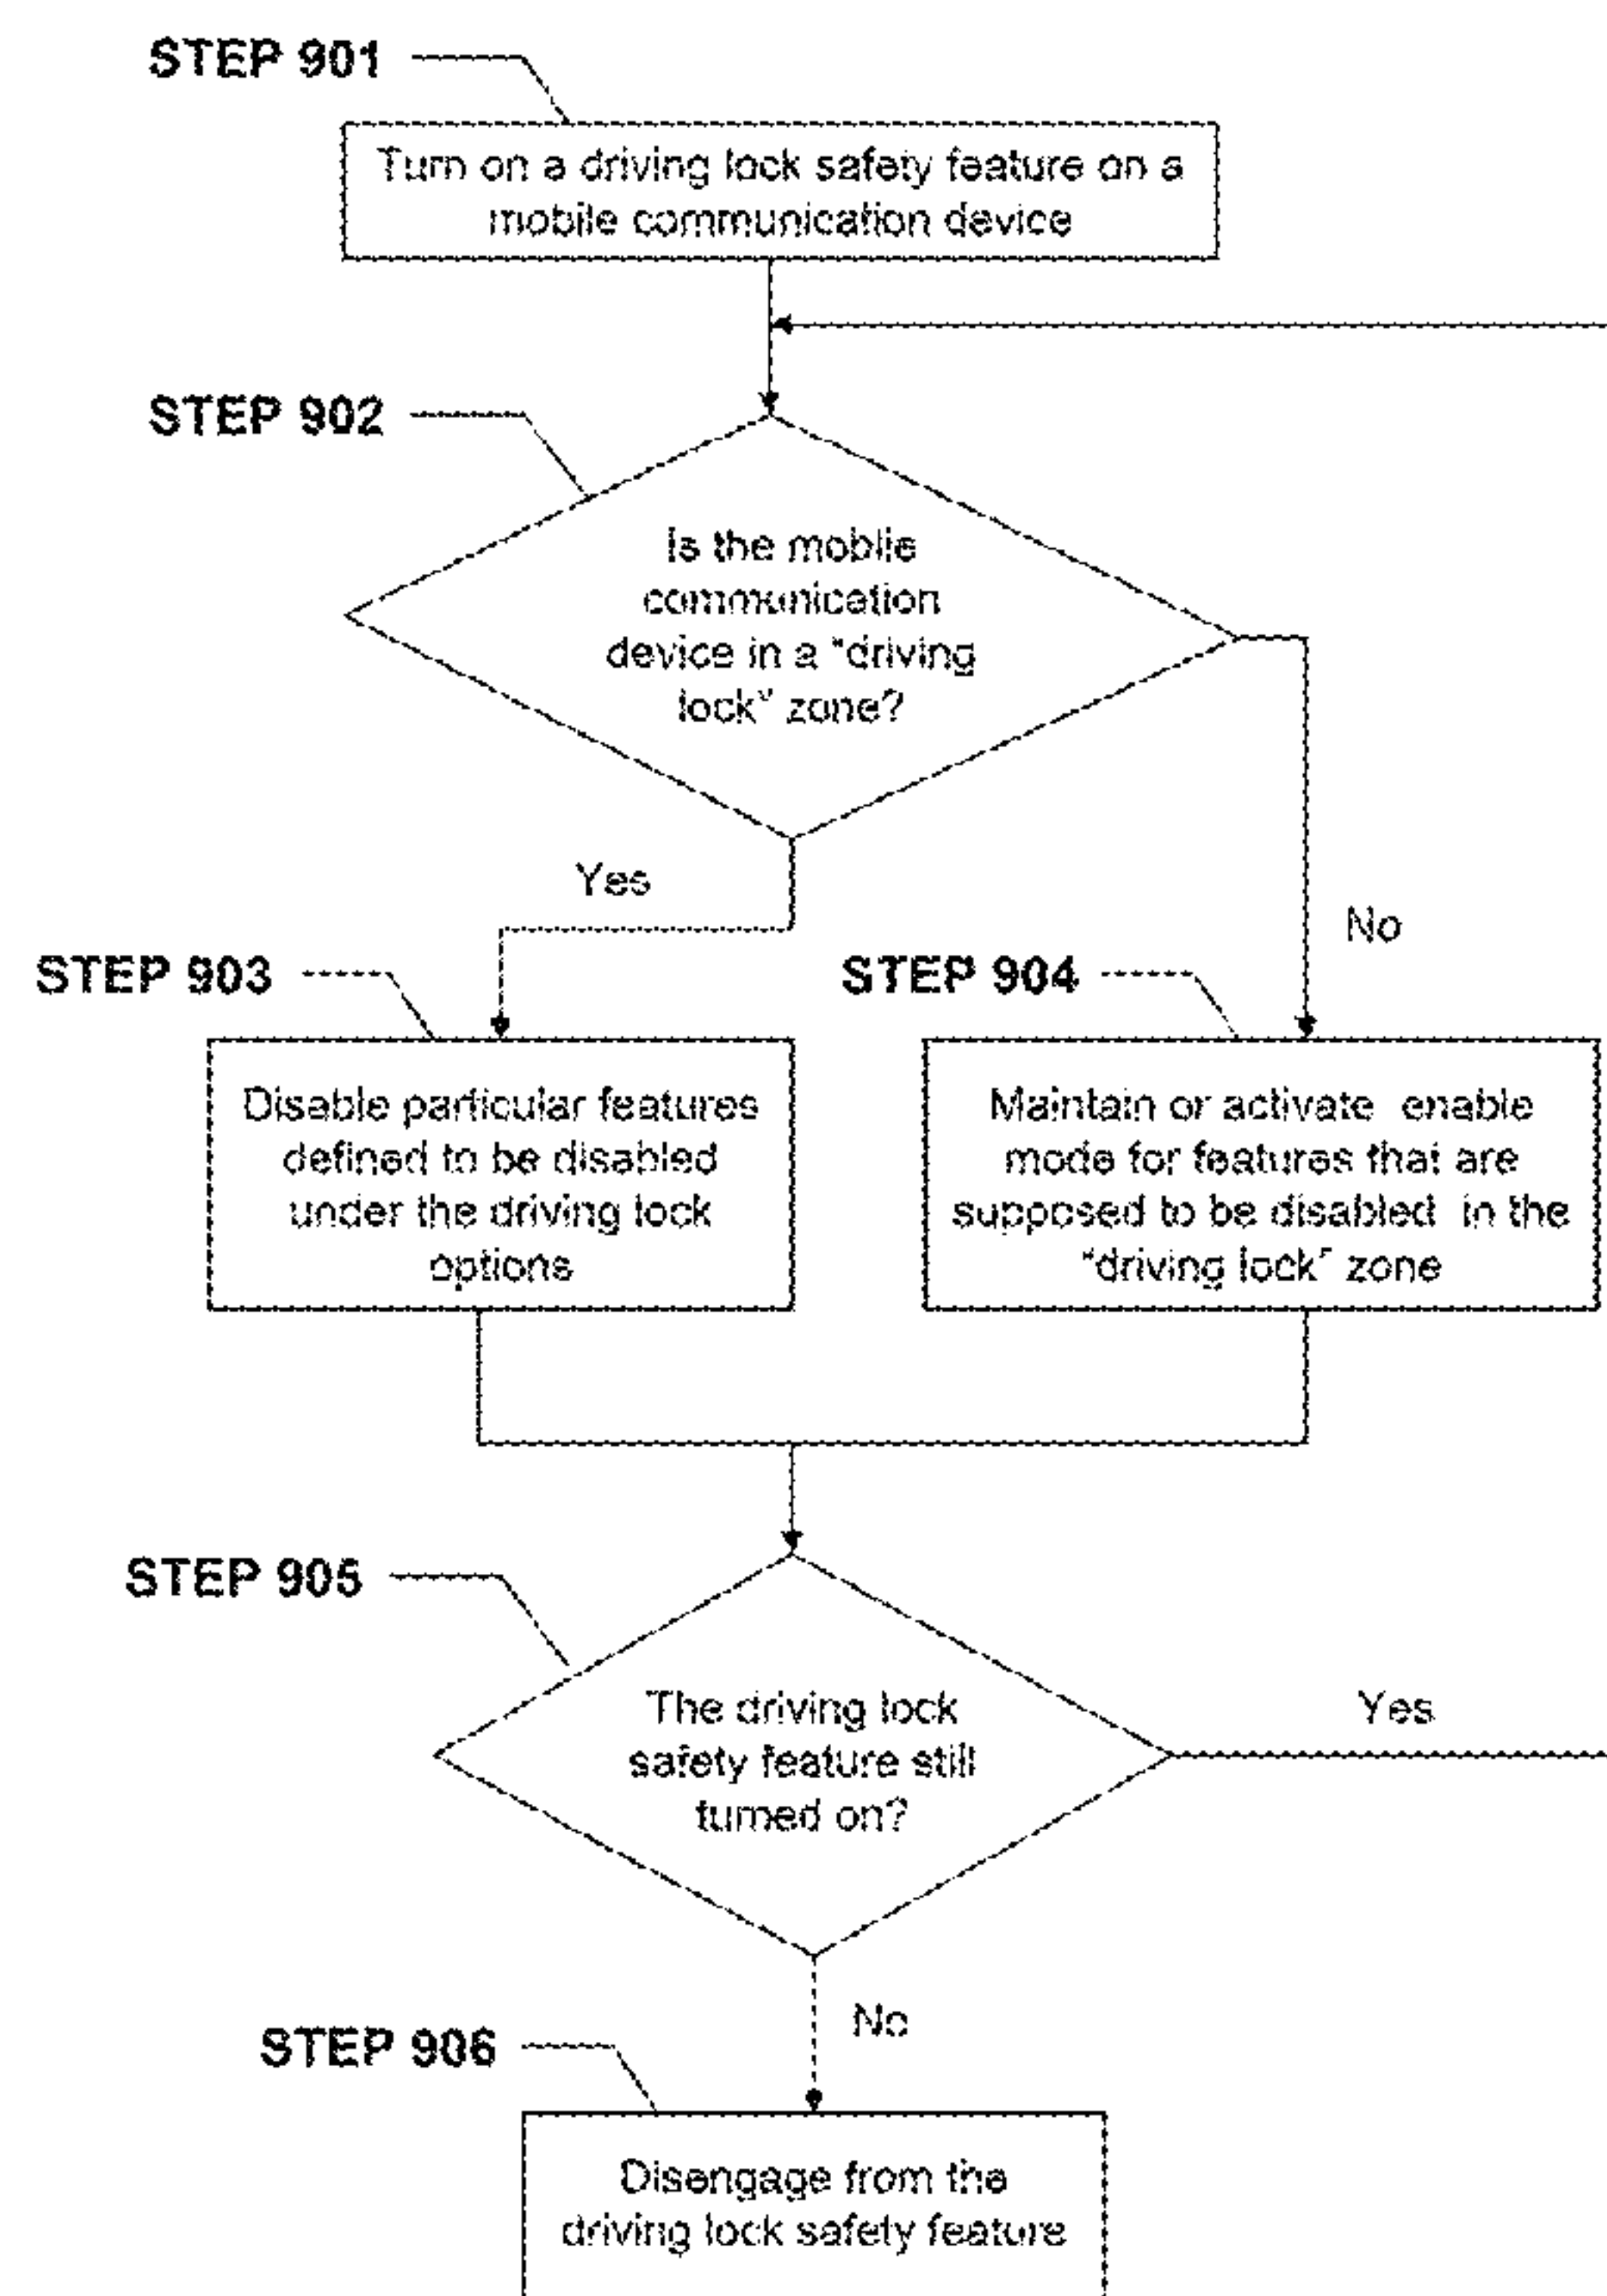 STEP 901
Turn on a driving lock safety feature on a
mobile communication device
STEP 902
Is the mobile
communication
device in a "driving
lock" zone?
Yes
No
STEP 903
STEP 904
Disable particular features
defined to be disabled
under the driving lock
options
Maintain or activate enable
mode for features that are
supposed to be disabled in the
"driving lock" zone
STEP 905
The driving lock
safety feature still
turned on?
Yes
No
STEP 906
Disengage from the
driving lock safety feature